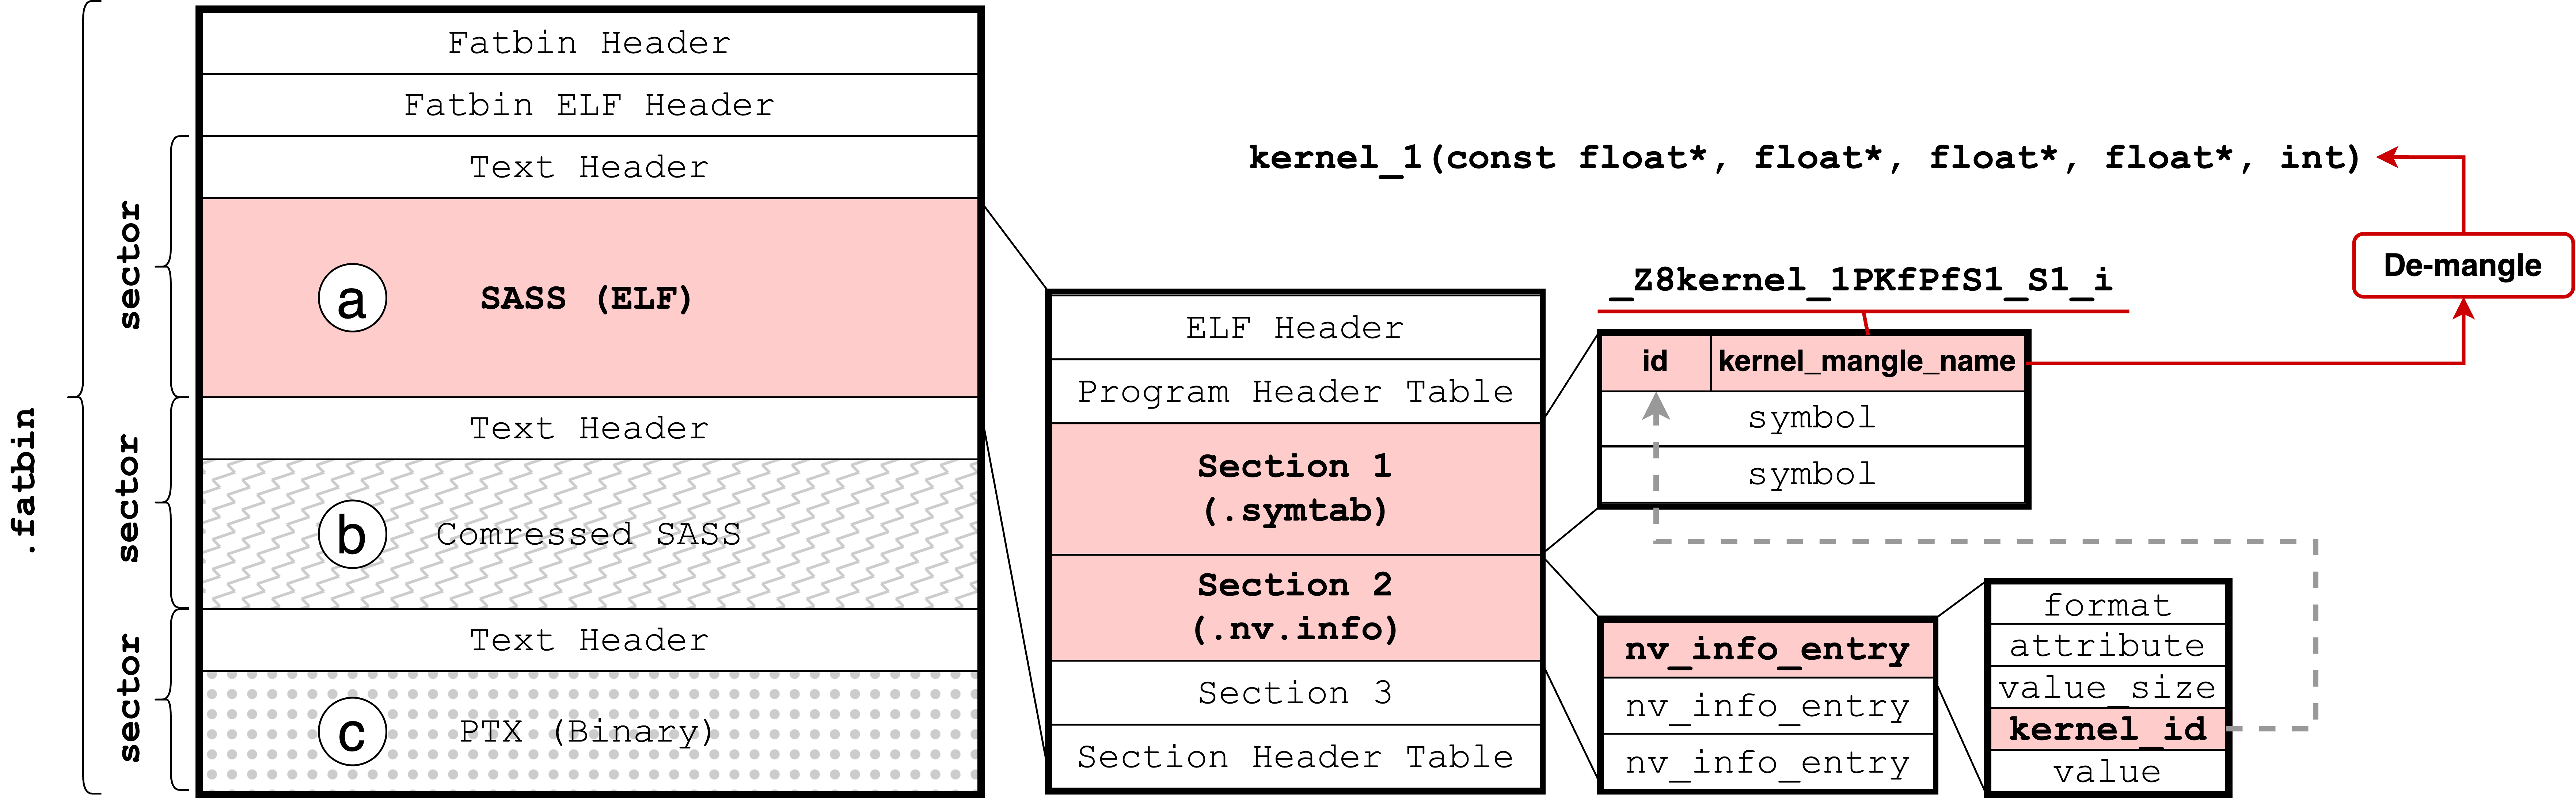 .fatbin
sector
sector
sector
Fatbin Header
Fatbin ELF Header
Text Header
a
SASS (ELF)
Text Header
b
Comressed SASS
Text Header
c
PTX (Binary)
ELF Header
Program Header Table
Section 1
(.symtab)
Section 2
(.nv.info)
Section 3
Section Header Table
kernel_1(const float*, float*, float*, float*, int)
De-mangle
_Z8kernel_1PKfPfS1_S1_i
id kernel_mangle_name
symbol
symbol
nv_info_entry
nv_info_entry
nv_info_entry
format
attribute
value_size
kernel_id
value